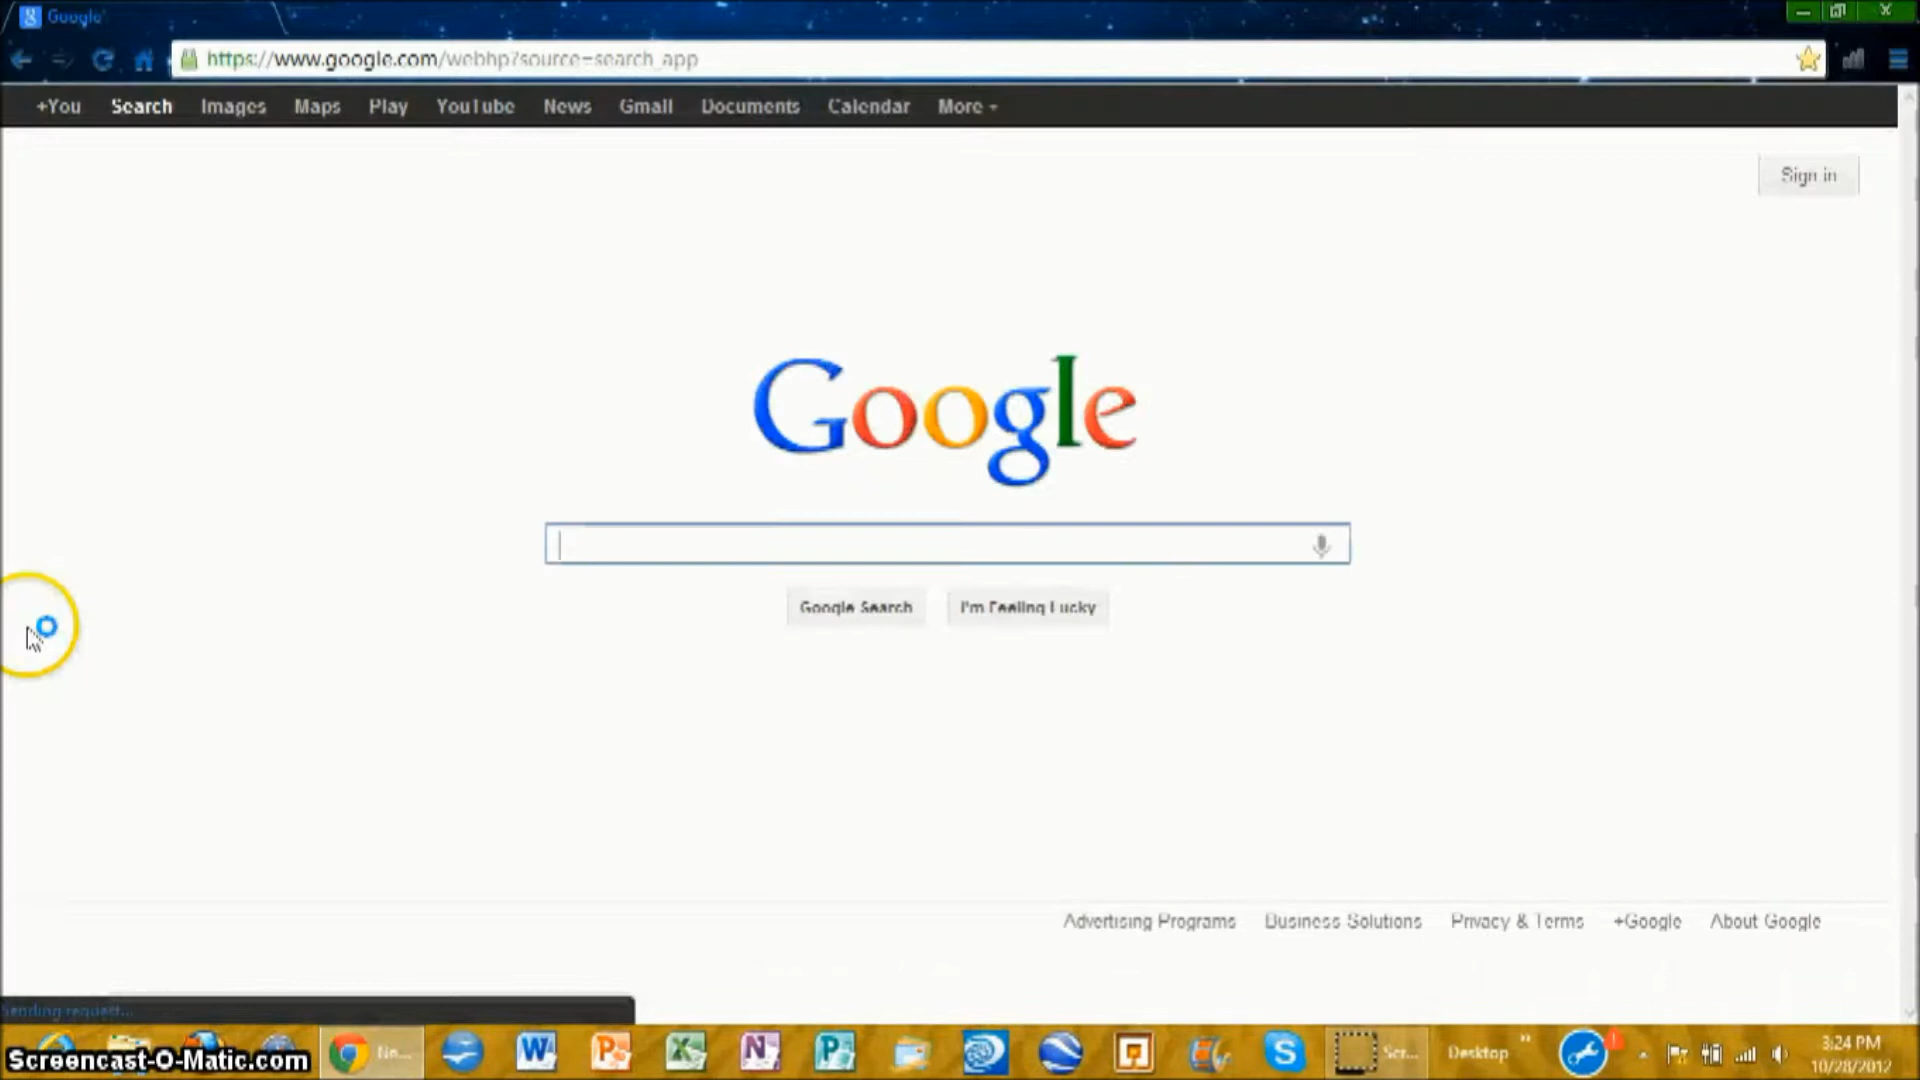 Google
https://www.google.com/webhp?source=search_app
+You Search Images Maps Play YouTube News Gmail Documents Calendar More
Sign in
Google
Google Search I'm Feeling Lucky
Advertising Programs Business Solutions Privacy & Terms +Google About Google
Sending request...
Ne... Scr... Desktop 3:24 PM
10/28/2012
Screencast-O-Matic.com